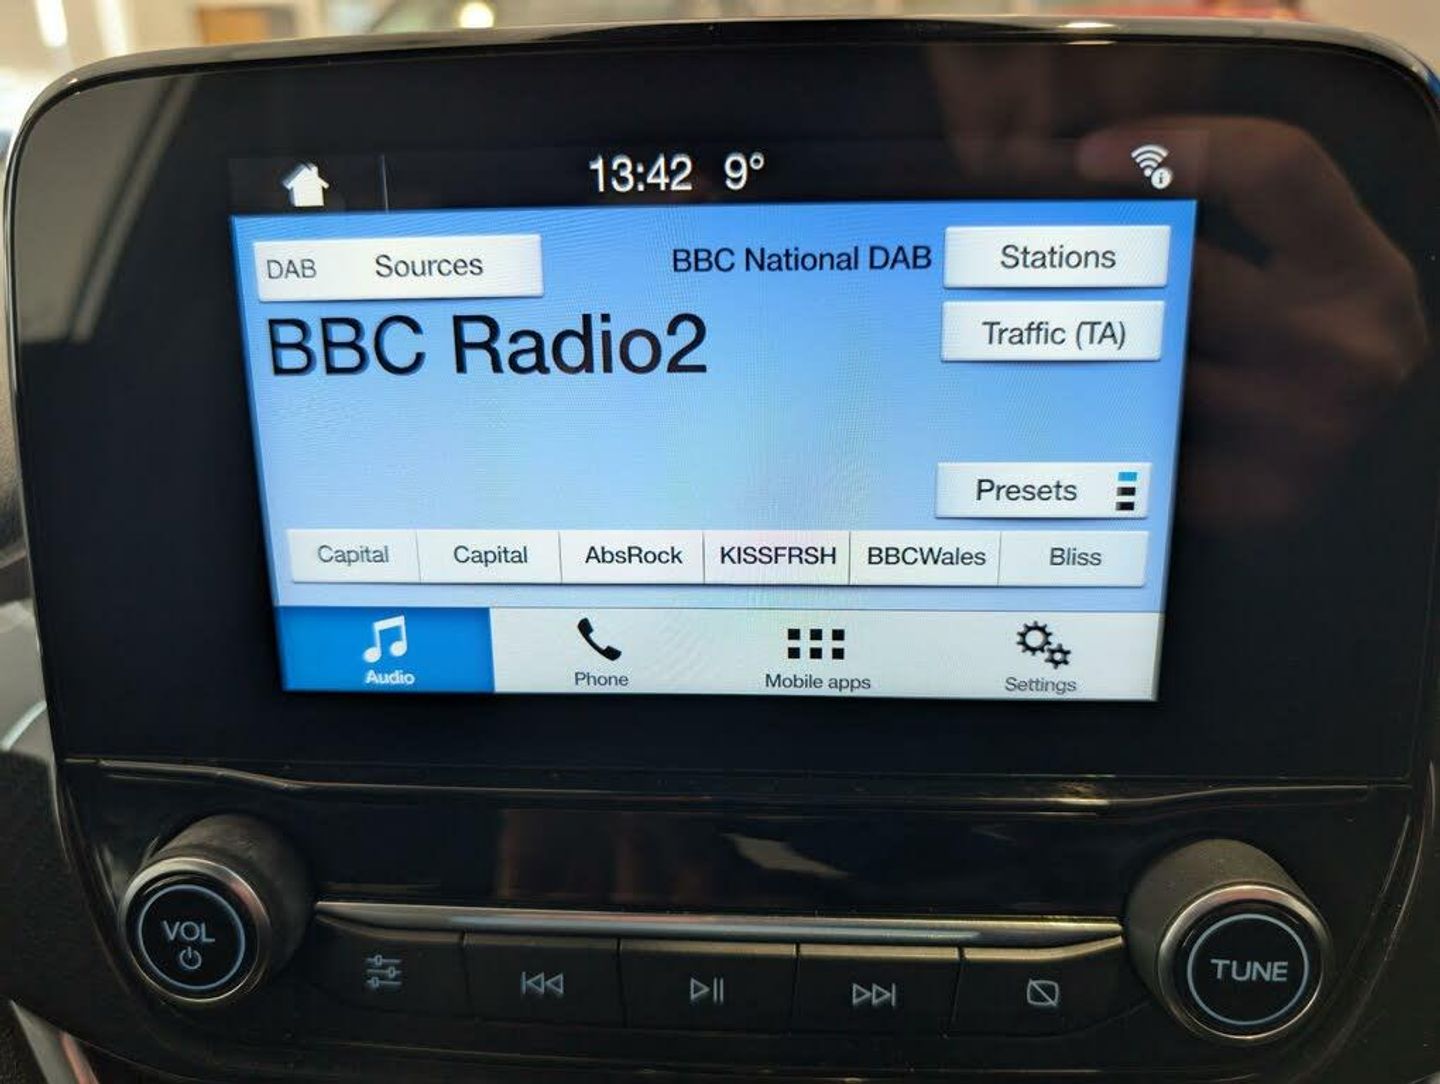 13:42 9°
DAB Sources
BBC National DAB
Stations
BBC Radio2
Traffic (TA)
Presets
Capital Capital AbsRock KISSFRSH BBCWales Bliss
Audio Phone Mobile apps Settings
VOL
TUNE